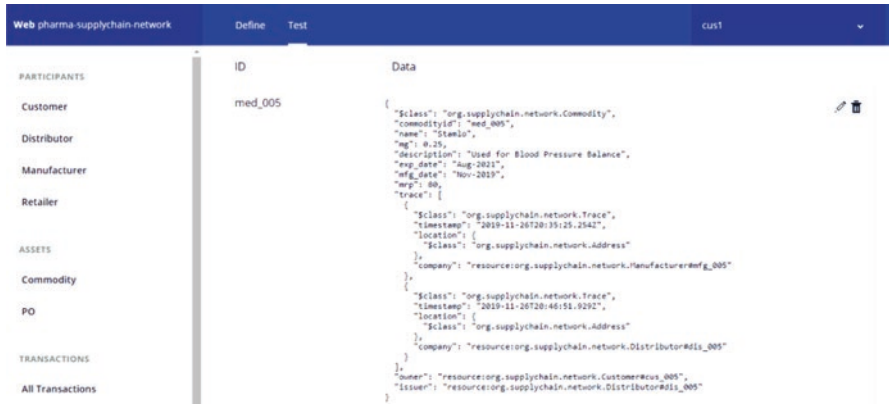 Web pharma-supplychain-network
Define
Test
cus1
PARTICIPANTS
Customer
Distributor
Manufacturer
Retailer
ASSETS
Commodity
PO
TRANSACTIONS
All Transactions
ID
Data
med_005
{
"$class": "org.supplychain.network.Commodity",
"commodityid": "med_005",
"name": "Stamlo",
"mg": 0.25,
"description": "Used for Blood Pressure Balance",
"exp_date": "Aug-2021",
"mfg_date": "Nov-2019",
"mrp": 80,
"trace": [
{
"$class": "org.supplychain.network.Trace",
"timestamp": "2019-11-26T20:35:25.254Z",
"location": {
"$class": "org.supplychain.network.Address"
},
"company": "resource:org.supplychain.network.Manufacturer#mfg_005"
},
{
"$class": "org.supplychain.network.Trace",
"timestamp": "2019-11-26T20:46:51.929Z",
"location": {
"$class": "org.supplychain.network.Address"
},
"company": "resource:org.supplychain.network.Distributor#dis_005"
}
],
"owner": "resource:org.supplychain.network.Customer#cus_005",
"issuer": "resource:org.supplychain.network.Distributor#dis_005"
}